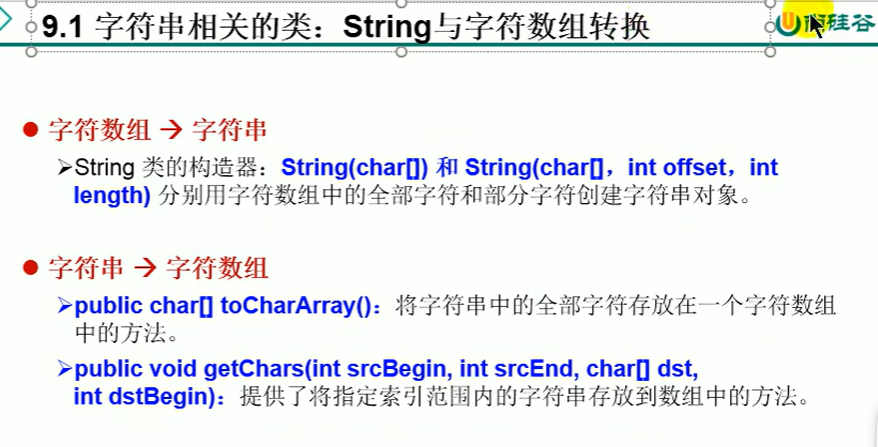 9.1 字符串相关的类：String与字符数组转换
硅谷
字符数组 → 字符串
String 类的构造器：String(char[]) 和 String(char[]，int offset，int
length) 分别用字符数组中的全部字符和部分字符创建字符串对象。
字符串 → 字符数组
public char[] toCharArray()：将字符串中的全部字符存放在一个字符数组
中的方法。
public void getChars(int srcBegin, int srcEnd, char[] dst,
int dstBegin)：提供了将指定索引范围内的字符串存放到数组中的方法。